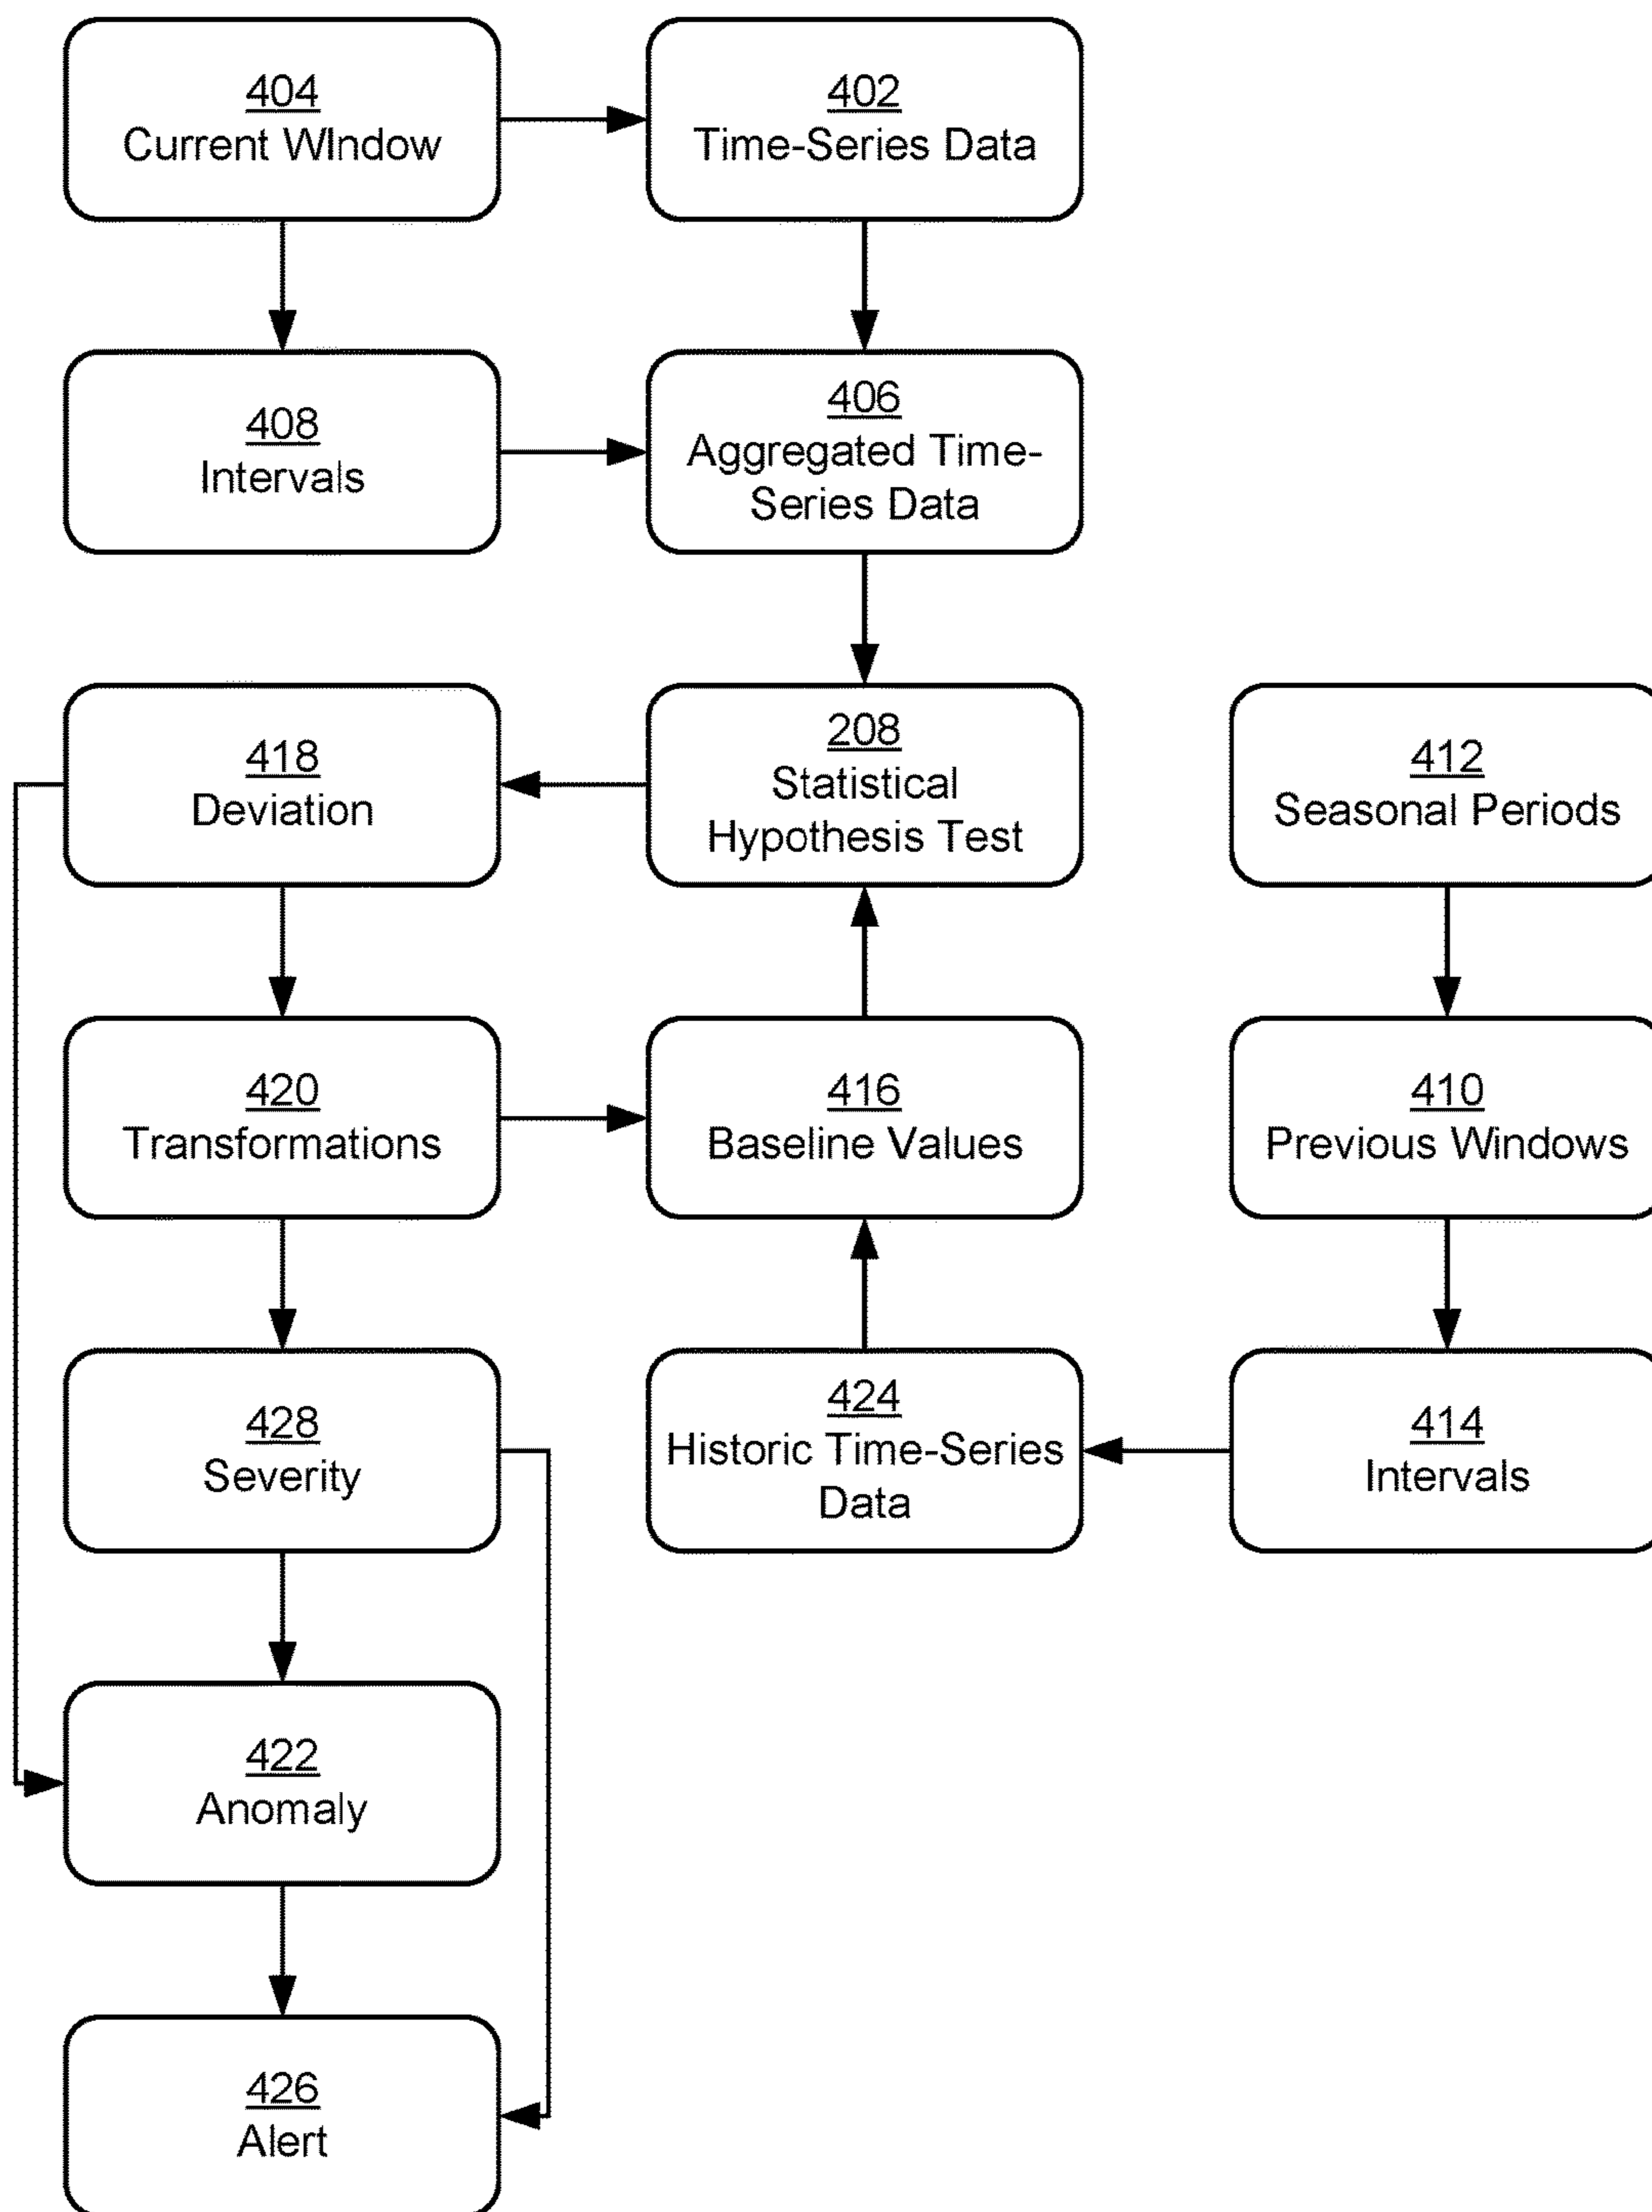 404
Current WIndow
402
Time-Series Data
408
Intervals
406
Aggregated Time-
Series Data
418
Deviation
208
Statistical
Hypothesis Test
412
Seasonal Periods
420
Transformations
416
Baseline Values
410
Previous Windows
428
Severity
424
Historic Time-Series
Data
414
Intervals
422
Anomaly
426
Alert